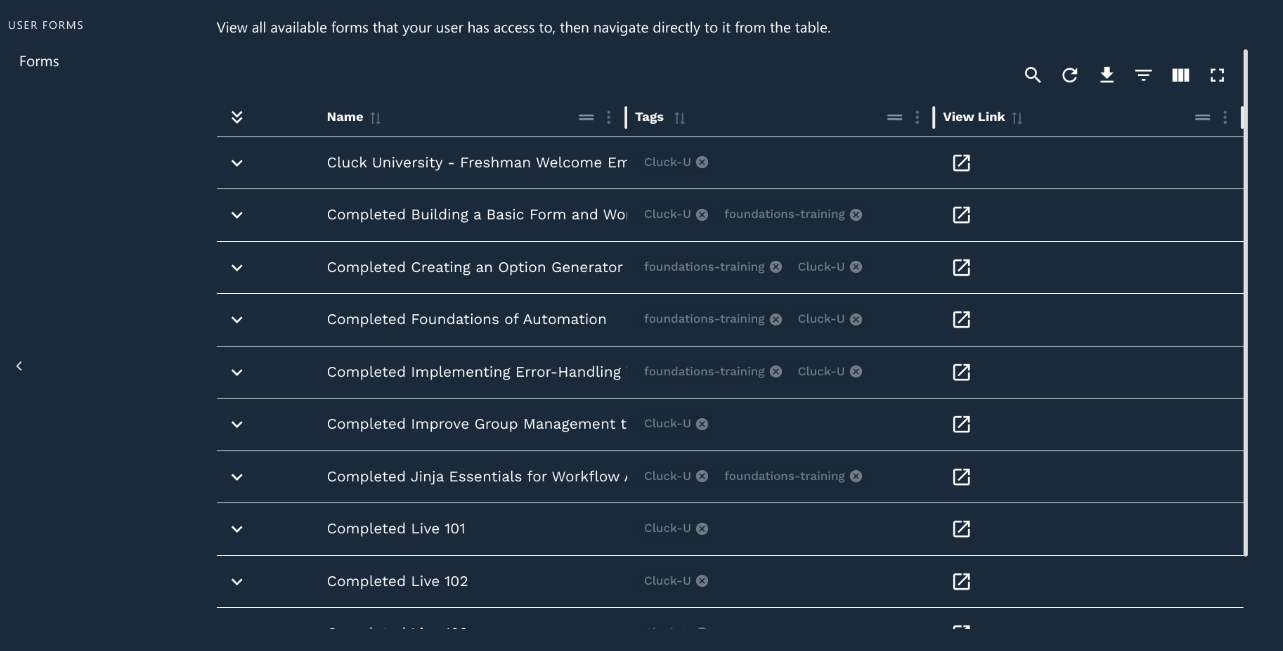 USER FORMS
Forms
View all available forms that your user has access to, then navigate directly to it from the table.
Name Tags View Link
Cluck University - Freshman Welcome Em Cluck-U
Completed Building a Basic Form and Wo Cluck-U foundations-training
Completed Creating an Option Generator foundations-training Cluck-U
Completed Foundations of Automation foundations-training Cluck-U
Completed Implementing Error-Handling foundations-training Cluck-U
Completed Improve Group Management t Cluck-U
Completed Jinja Essentials for Workflow Cluck-U foundations-training
Completed Live 101 Cluck-U
Completed Live 102 Cluck-U